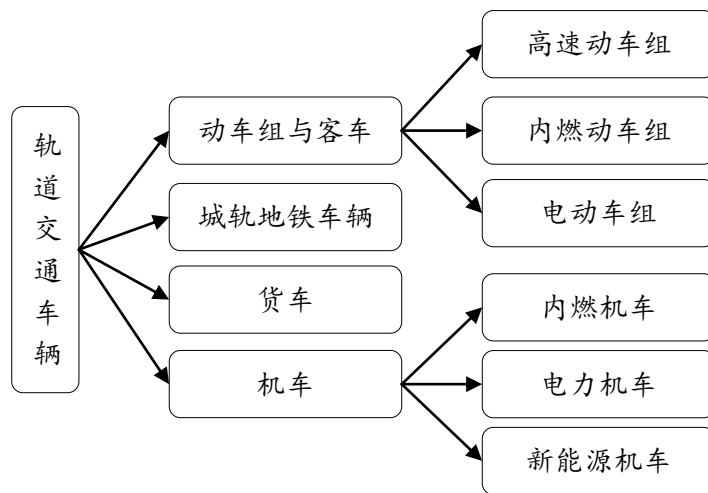 轨道交通车辆
动车组与客车
城轨地铁车辆
货车
机车
高速动车组
内燃动车组
电动车组
内燃机车
电力机车
新能源机车